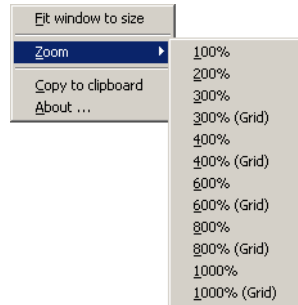 Fit window to size
Zoom
Copy to clipboard
About ...
100%
200%
300%
300% (Grid)
400%
400% (Grid)
600%
600% (Grid)
800%
800% (Grid)
1000%
1000% (Grid)